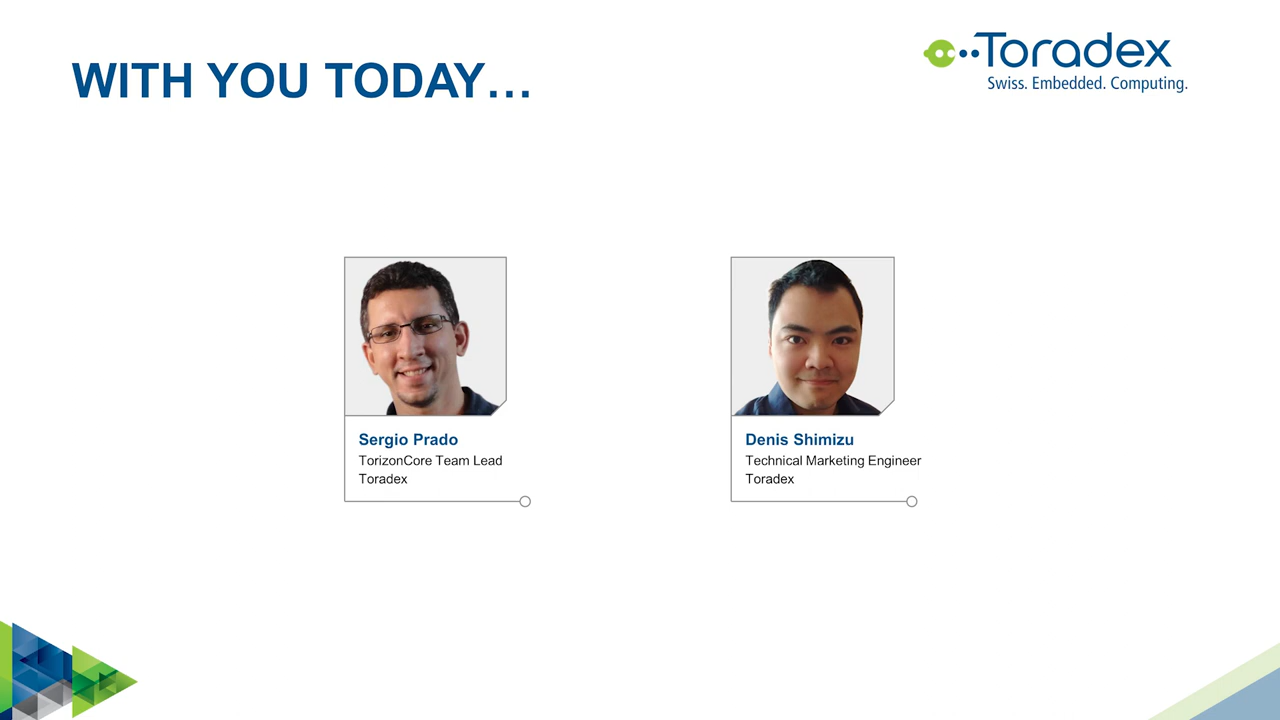 WITH YOU TODAY…
Toradex
Swiss. Embedded. Computing.
Sergio Prado
TorizonCore Team Lead
Toradex
Denis Shimizu
Technical Marketing Engineer
Toradex